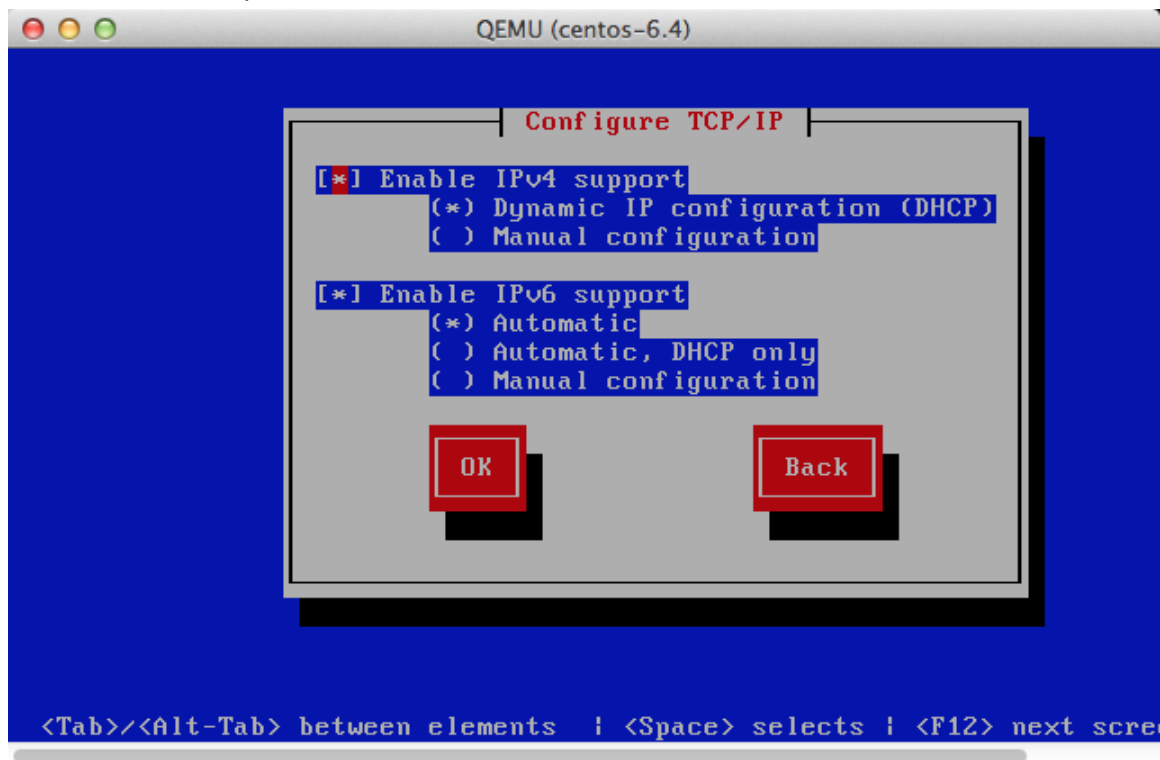 QEMU (centos-6.4)
Configure TCP/IP
[*] Enable IPv4 support
(*) Dynamic IP configuration (DHCP)
( ) Manual configuration
[*] Enable IPv6 support
(*) Automatic
( ) Automatic, DHCP only
( ) Manual configuration
OK Back
<Tab>/<Alt-Tab> between elements | <Space> selects | <F12> next scre